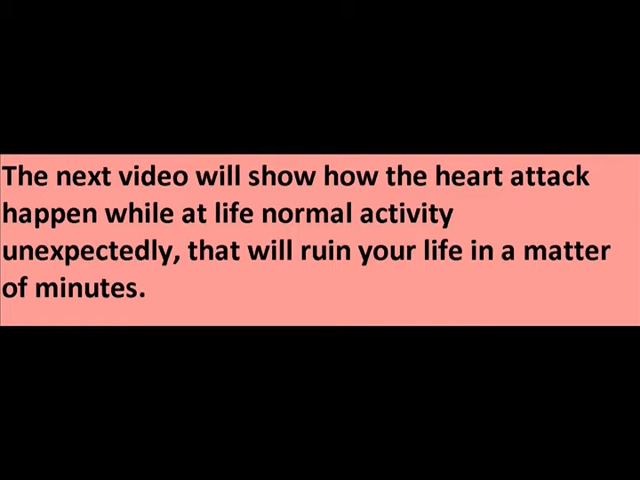 The next video will show how the heart attack
happen while at life normal activity
unexpectedly, that will ruin your life in a matter
of minutes.